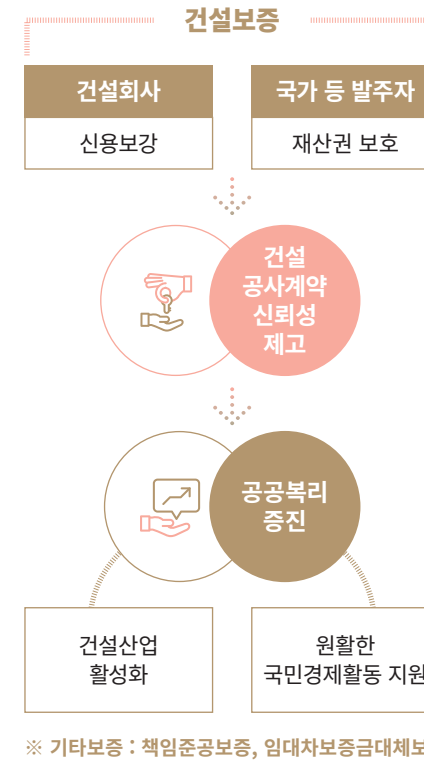 건설보증
건설회사
국가 등 발주자
신용보강
재산권 보호
건설
공사계약
신뢰성
제고
공공복리
증진
건설산업
활성화
원활한
국민경제활동 지원
※ 기타보증 : 책임준공보증, 임대차보증금대체보